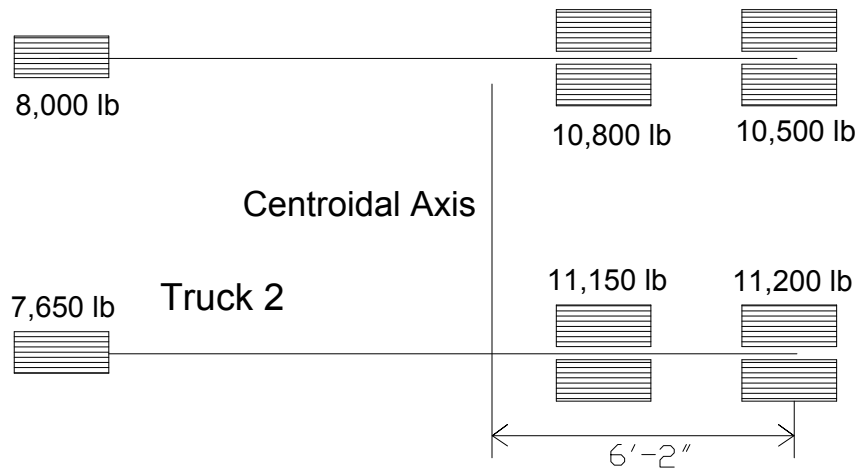 8,000 lb
10,800 lb
10,500 lb
Centroidal Axis
11,150 lb
11,200 lb
7,650 lb
Truck 2
6'-2"